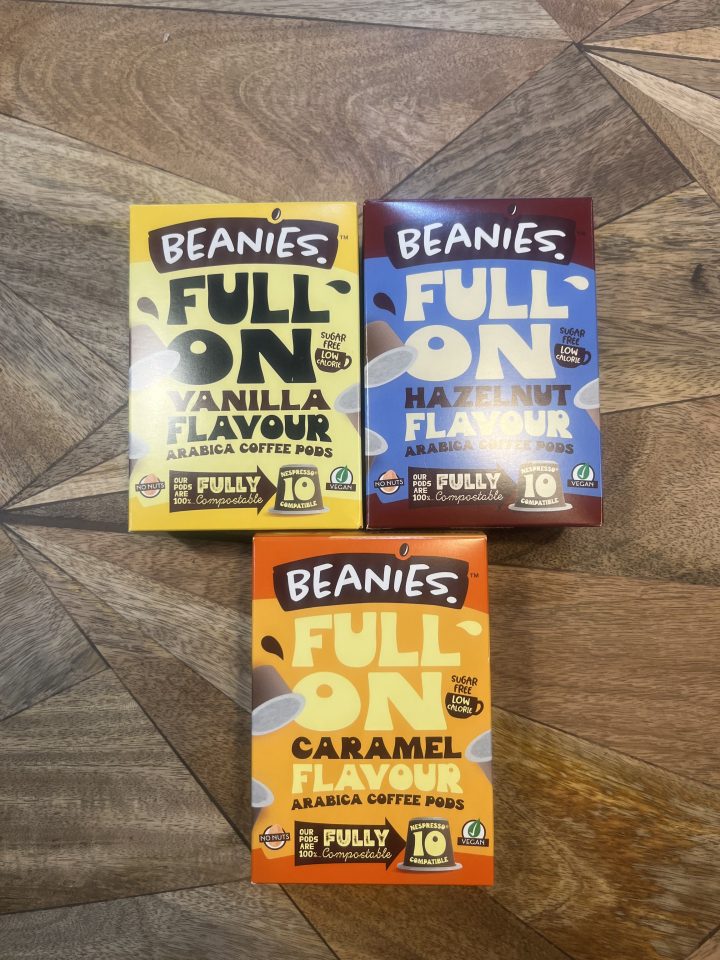 BEANIES.™
FULL
ON
SUGAR
FREE
LOW
CALORIE
VANILLA
FLAVOUR
ARABICA COFFEE PODS
NO NUTS
OUR
PODS
ARE
100%
FULLY
Compostable
NESPRESSO®
10
COMPATIBLE
VEGAN
BEANIES.™
FULL
ON
SUGAR
FREE
LOW
CALORIE
HAZELNUT
FLAVOUR
ARABICA COFFEE PODS
NO NUTS
OUR
PODS
ARE
100%
FULLY
Compostable
NESPRESSO®
10
COMPATIBLE
VEGAN
BEANIES.™
FULL
ON
SUGAR
FREE
LOW
CALORIE
CARAMEL
FLAVOUR
ARABICA COFFEE PODS
NO NUTS
OUR
PODS
ARE
100%
FULLY
Compostable
NESPRESSO®
10
COMPATIBLE
VEGAN